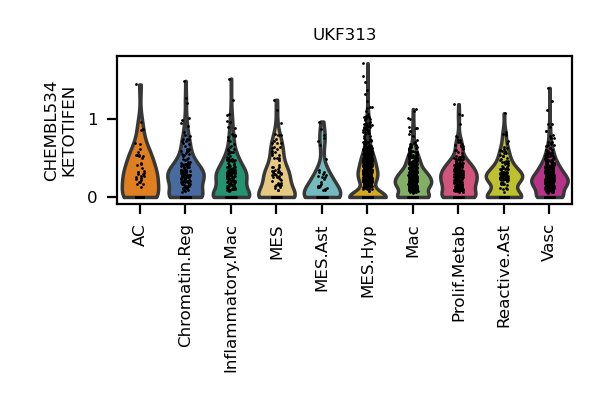 UKF313
CHEMBL534
KETOTIFEN
1
0
AC
Chromatin.Reg
Inflammatory.Mac
MES
MES.Ast
MES.Hyp
Mac
Prolif.Metab
Reactive.Ast
Vasc